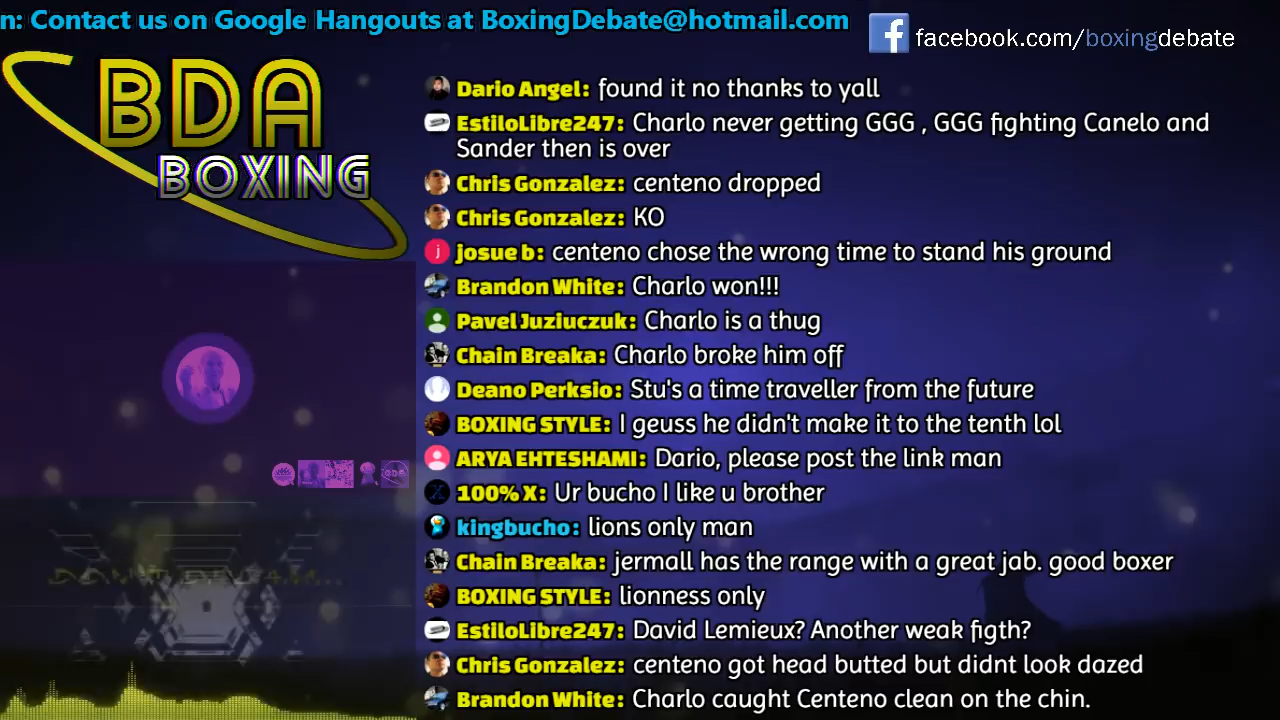 n: Contact us on Google Hangouts at BoxingDebate@hotmail.com
facebook.com/boxingdebate
BDA
BOXING
Dario Angel: found it no thanks to yall
EstiloLibre247: Charlo never getting GGG , GGG fighting Canelo and
Sander then is over
Chris Gonzalez: centeno dropped
Chris Gonzalez: KO
josue b: centeno chose the wrong time to stand his ground
Brandon White: Charlo won!!!
Pavel Juziuczuk: Charlo is a thug
Chain Breaka: Charlo broke him off
Deano Perksio: Stu's a time traveller from the future
BOXING STYLE: I geuss he didn't make it to the tenth lol
ARYA EHTESHAMI: Dario, please post the link man
100% X: Ur bucho I like u brother
kingbucho: lions only man
Chain Breaka: jermall has the range with a great jab. good boxer
BOXING STYLE: lionness only
EstiloLibre247: David Lemieux? Another weak figth?
Chris Gonzalez: centeno got head butted but didnt look dazed
Brandon White: Charlo caught Centeno clean on the chin.